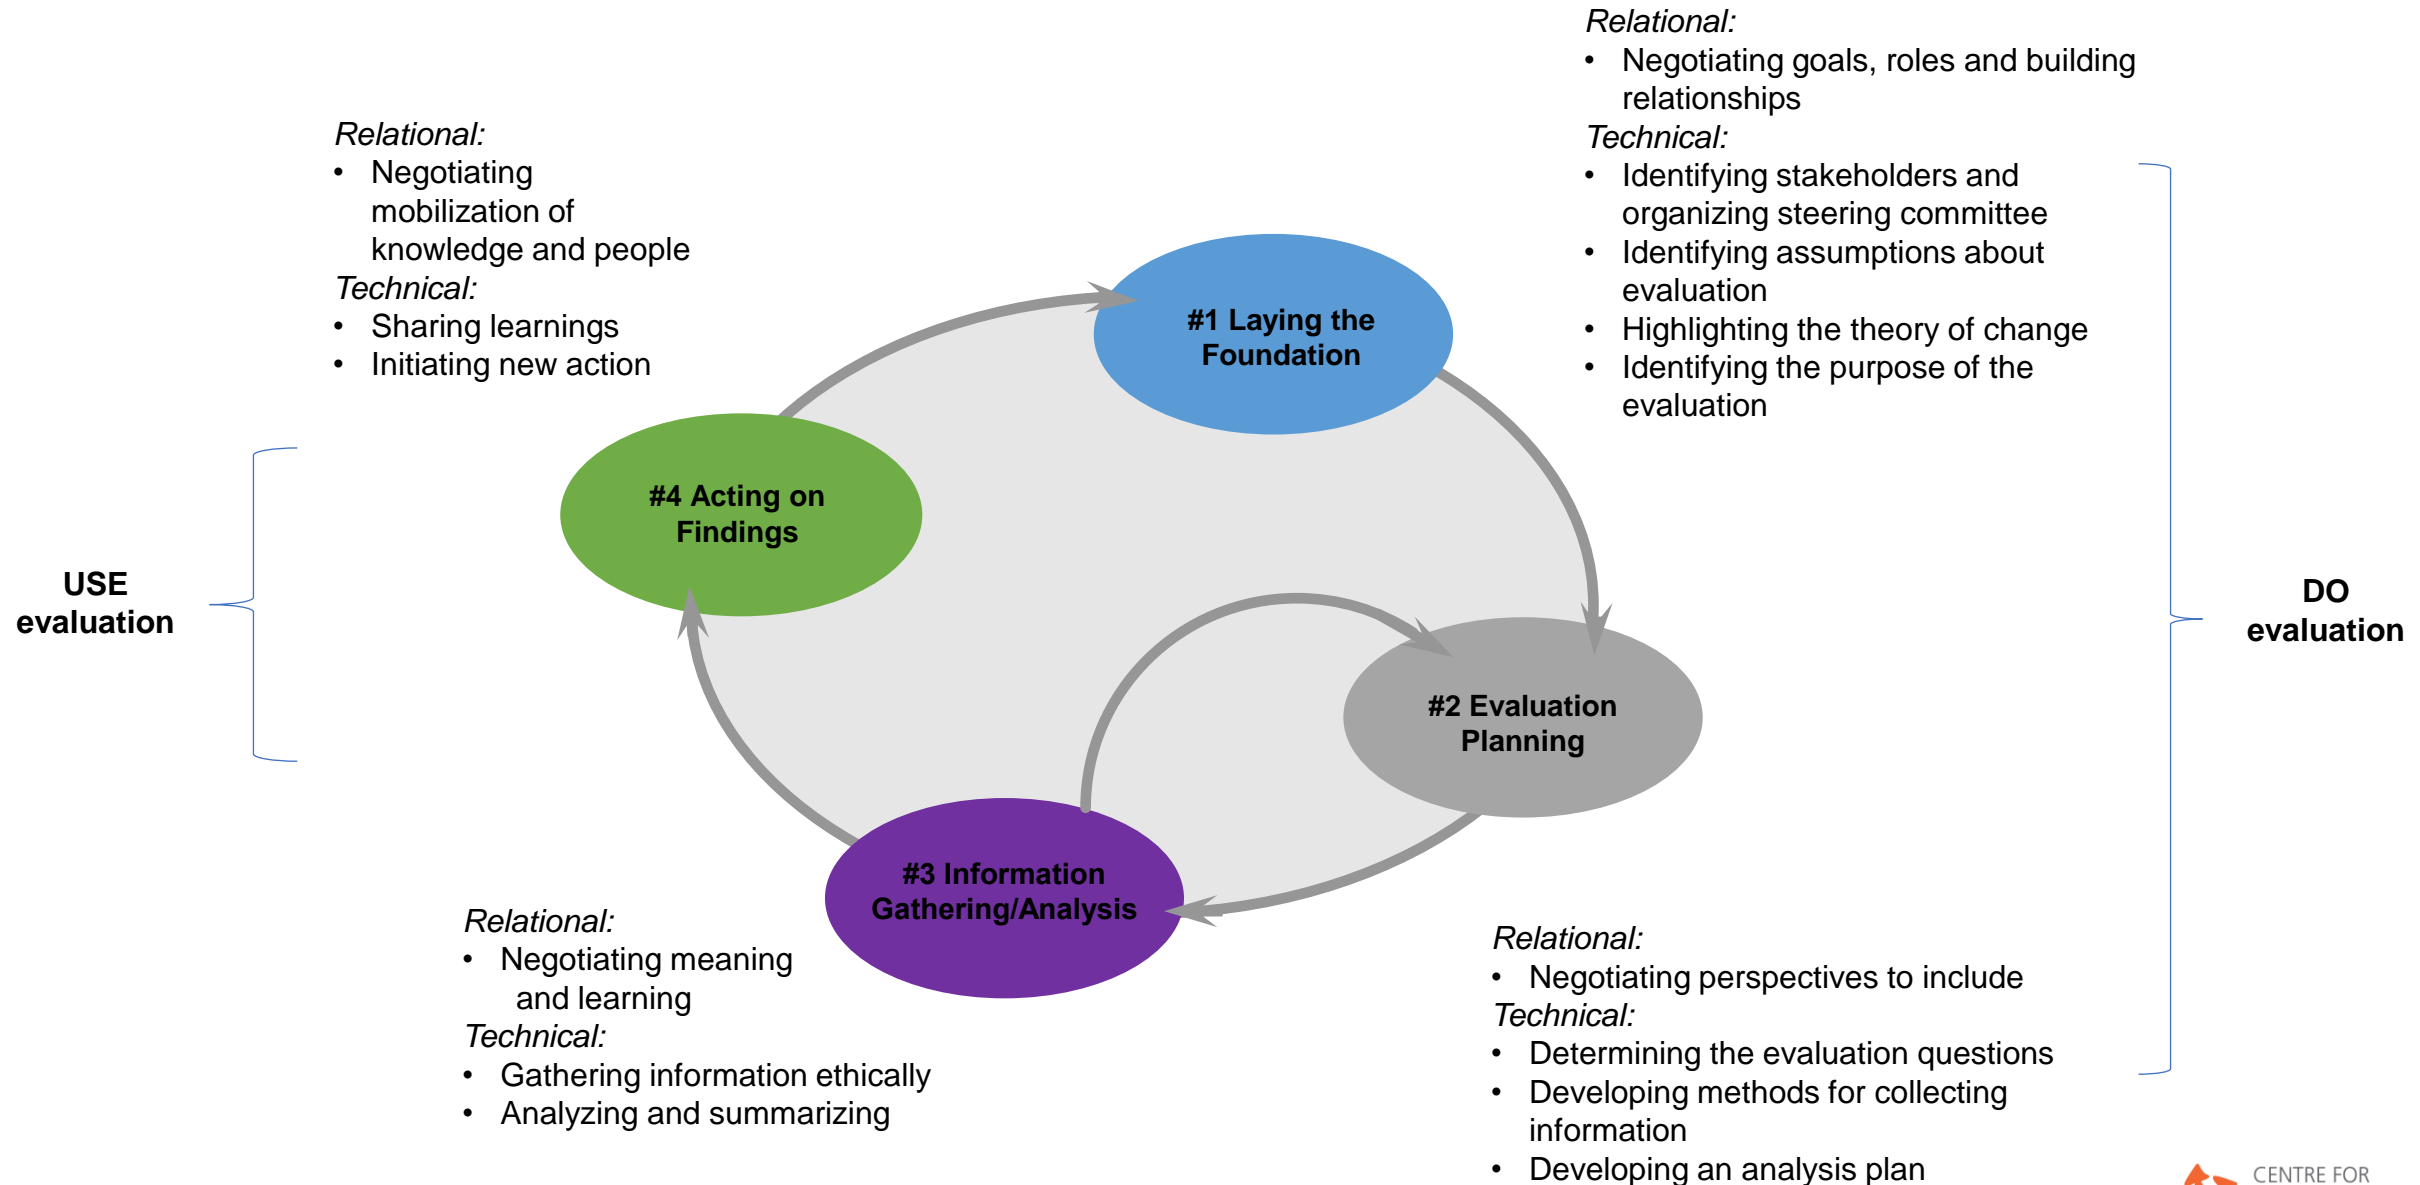 Relational:
• Negotiating goals, roles and building
relationships
Technical:
• Identifying stakeholders and
organizing steering committee
• Identifying assumptions about
evaluation
• Highlighting the theory of change
• Identifying the purpose of the
evaluation
Relational:
• Negotiating
mobilization of
knowledge and people
Technical:
• Sharing learnings
• Initiating new action
#1 Laying the
Foundation
#4 Acting on
Findings
USE
evaluation
DO
evaluation
#2 Evaluation
Planning
#3 Information
Gathering/Analysis
Relational:
• Negotiating meaning
and learning
Technical:
• Gathering information ethically
• Analyzing and summarizing
Relational:
• Negotiating perspectives to include
Technical:
• Determining the evaluation questions
• Developing methods for collecting
information
• Developing an analysis plan
CENTRE FOR